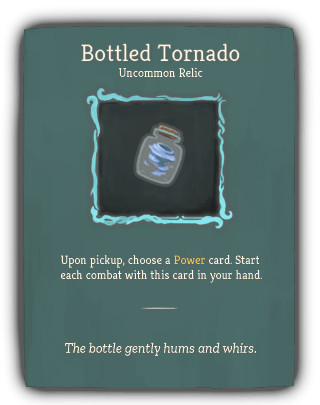 Bottled Tornado
Uncommon Relic
Upon pickup, choose a Power card. Start
each combat with this card in your hand.
The bottle gently hums and whirs.